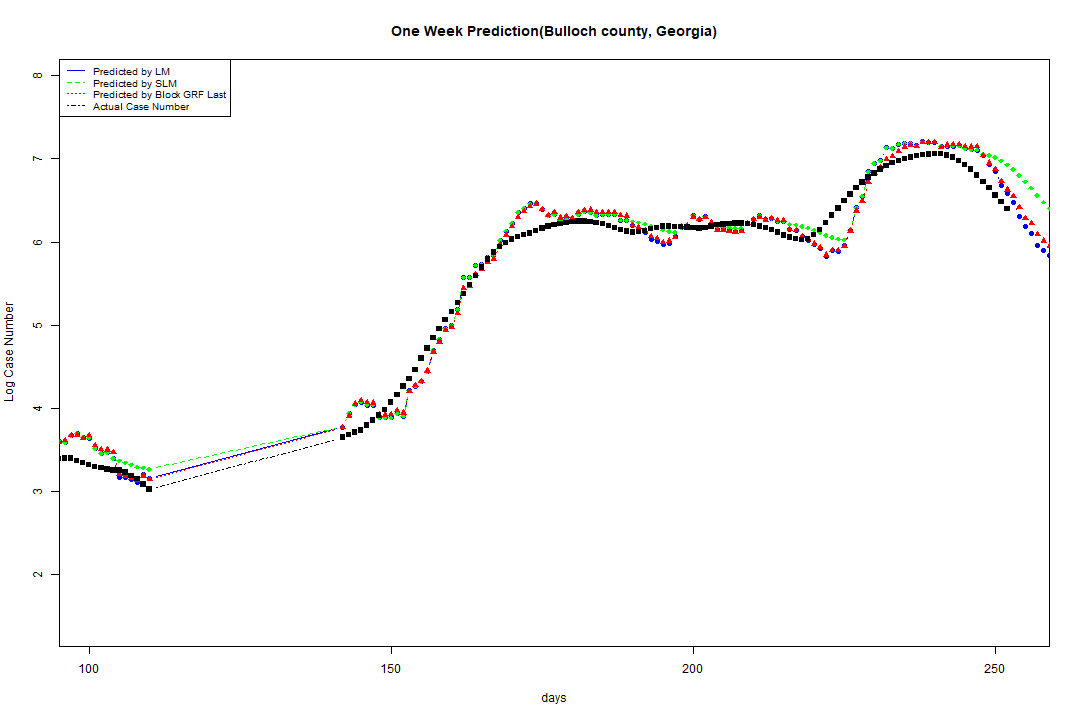 One Week Prediction(Bulloch county, Georgia)
Predicted by LM
Predicted by SLM
Predicted by Block GRF Last
Actual Case Number
8
7
6
5
4
3
2
Log Case Number
100 150 200 250
days